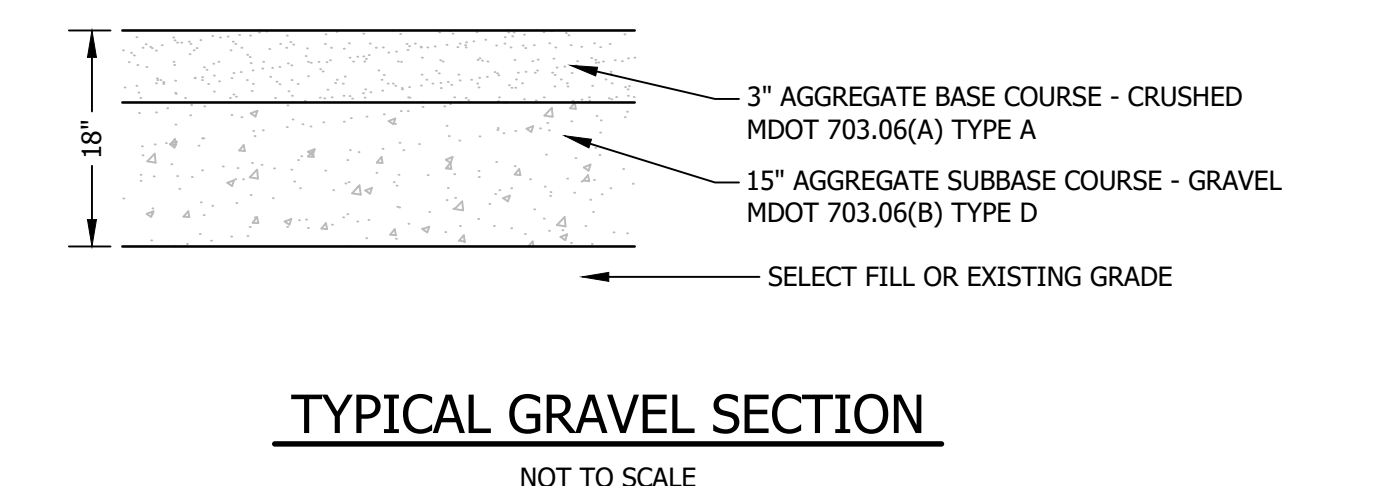 18"
3" AGGREGATE BASE COURSE - CRUSHED
MDOT 703.06(A) TYPE A
15" AGGREGATE SUBBASE COURSE - GRAVEL
MDOT 703.06(B) TYPE D
SELECT FILL OR EXISTING GRADE
TYPICAL GRAVEL SECTION
NOT TO SCALE